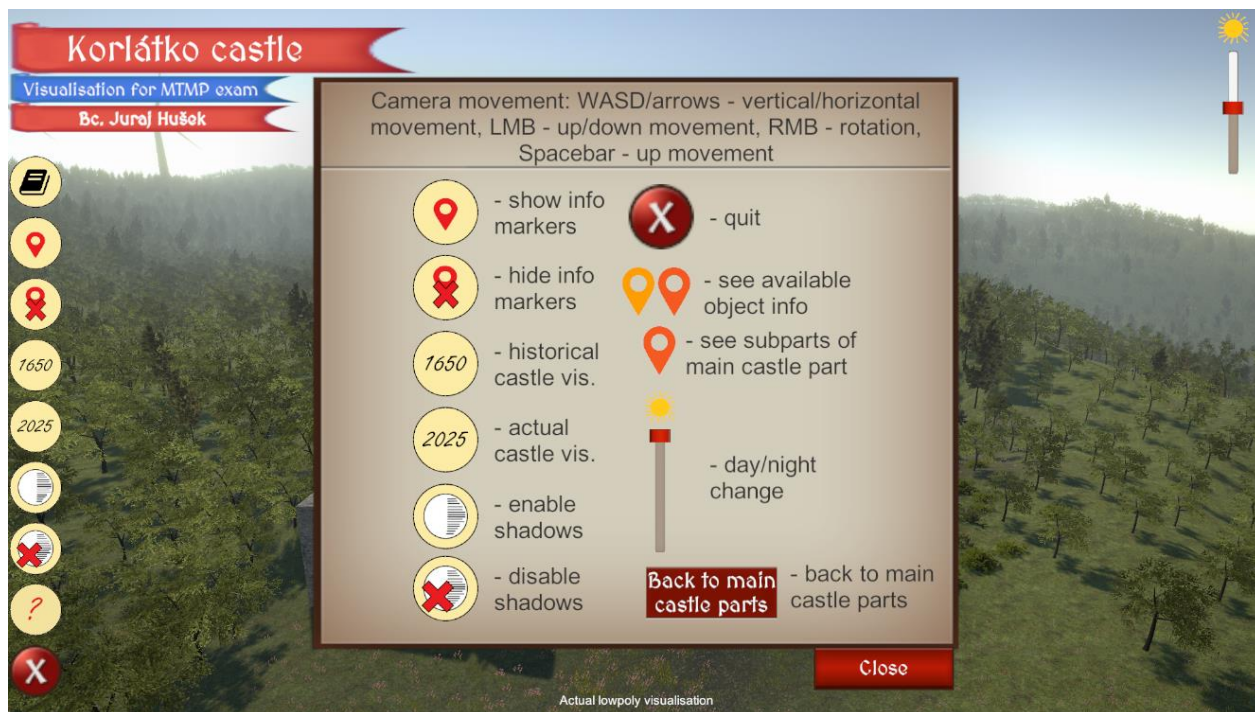 Korlátko castle
Visualisation for MTMP exam
Bc. Juraj Hušek
Camera movement: WASD/arrows - vertical/horizontal
movement, LMB - up/down movement, RMB - rotation,
Spacebar - up movement
- show info
markers
X
- quit
- hide info
markers
- see available
object info
1650
- historical
castle vis.
- see subparts of
main castle part
2025
- actual
castle vis.
- day/night
change
- enable
shadows
- disable
shadows
Back to main
castle parts
- back to main
castle parts
1650
2025
?
X
Close
Actual lowpoly visualisation